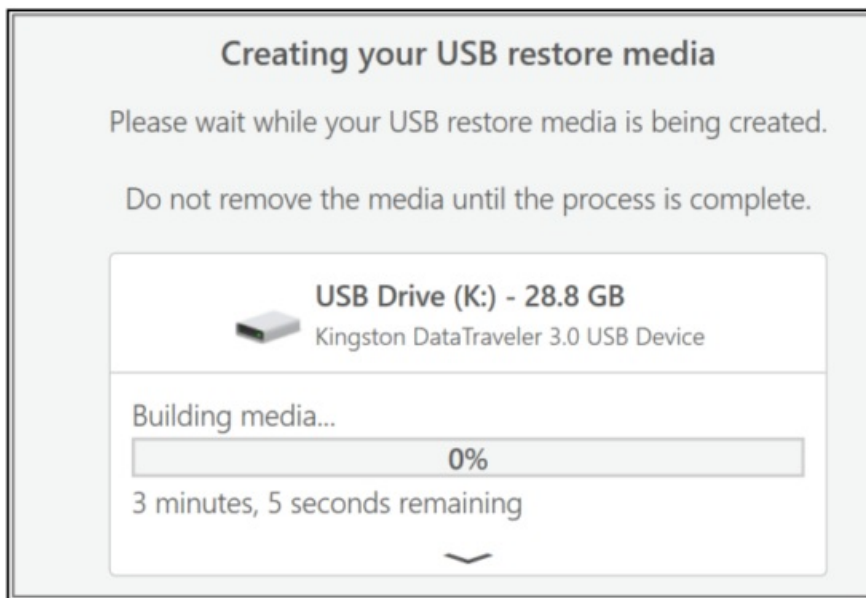 Creating your USB restore media
Please wait while your USB restore media is being created.
Do not remove the media until the process is complete.
USB Drive (K:) - 28.8 GB
Kingston DataTraveler 3.0 USB Device
Building media...
0%
3 minutes, 5 seconds remaining